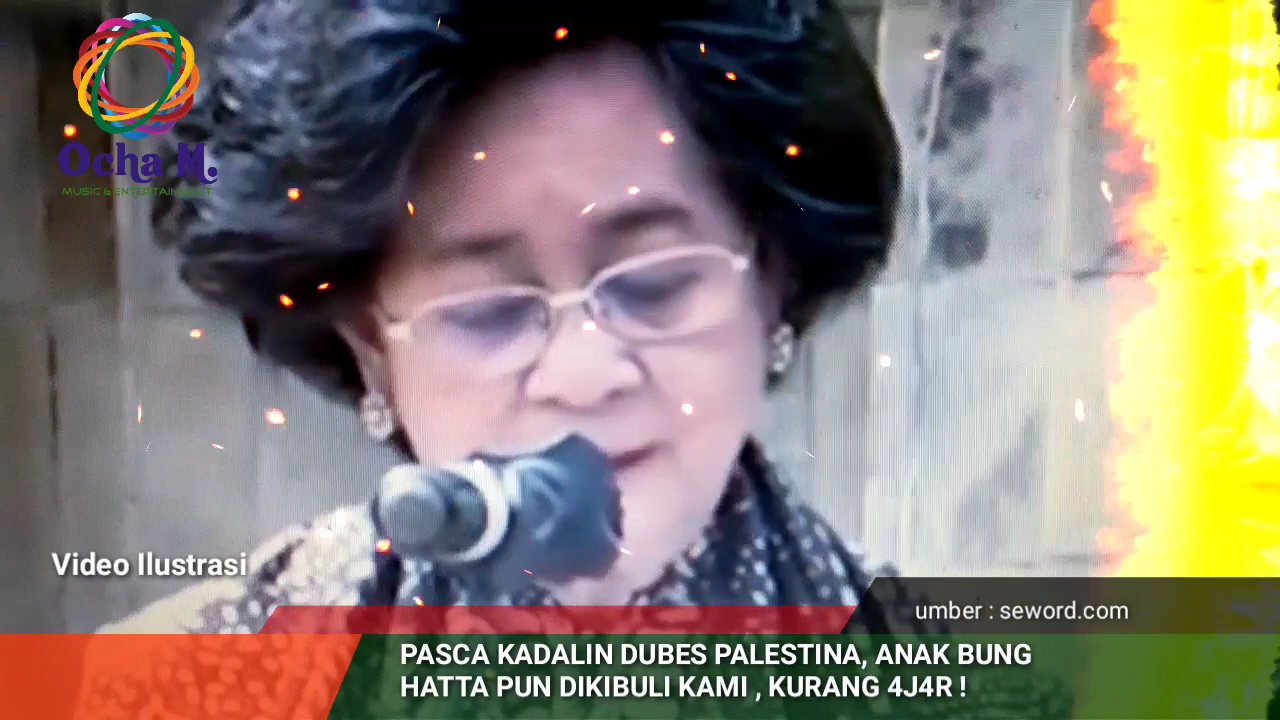 Ocha M.
MUSIC & ENTERTAINMENT
Video Ilustrasi
umber : seword.com
PASCA KADALIN DUBES PALESTINA, ANAK BUNG
HATTA PUN DIKIBULI KAMI , KURANG 4J4R !